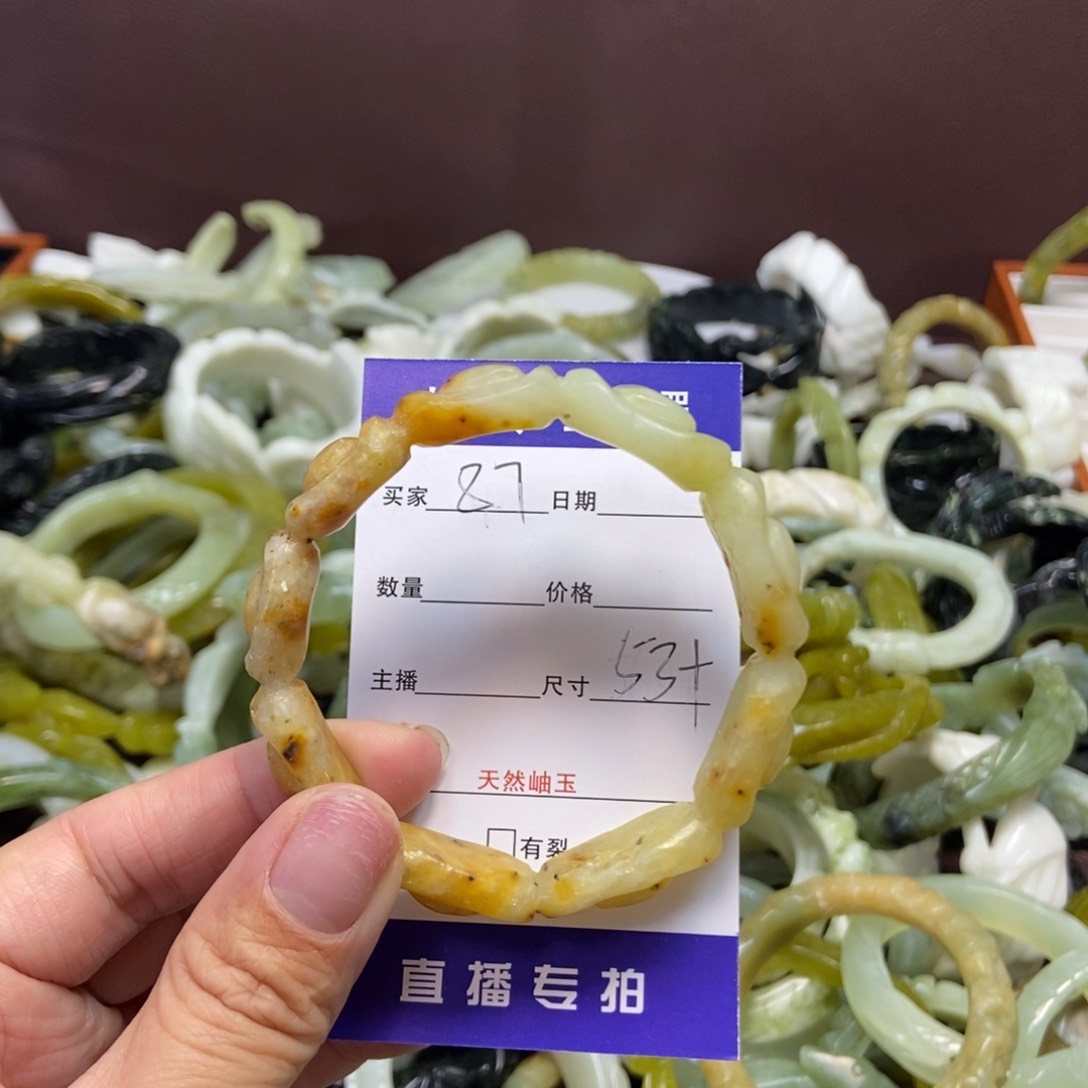 买家 87 日期
数量 价格
主播 尺寸 53+
天然岫玉
有裂
直播专拍